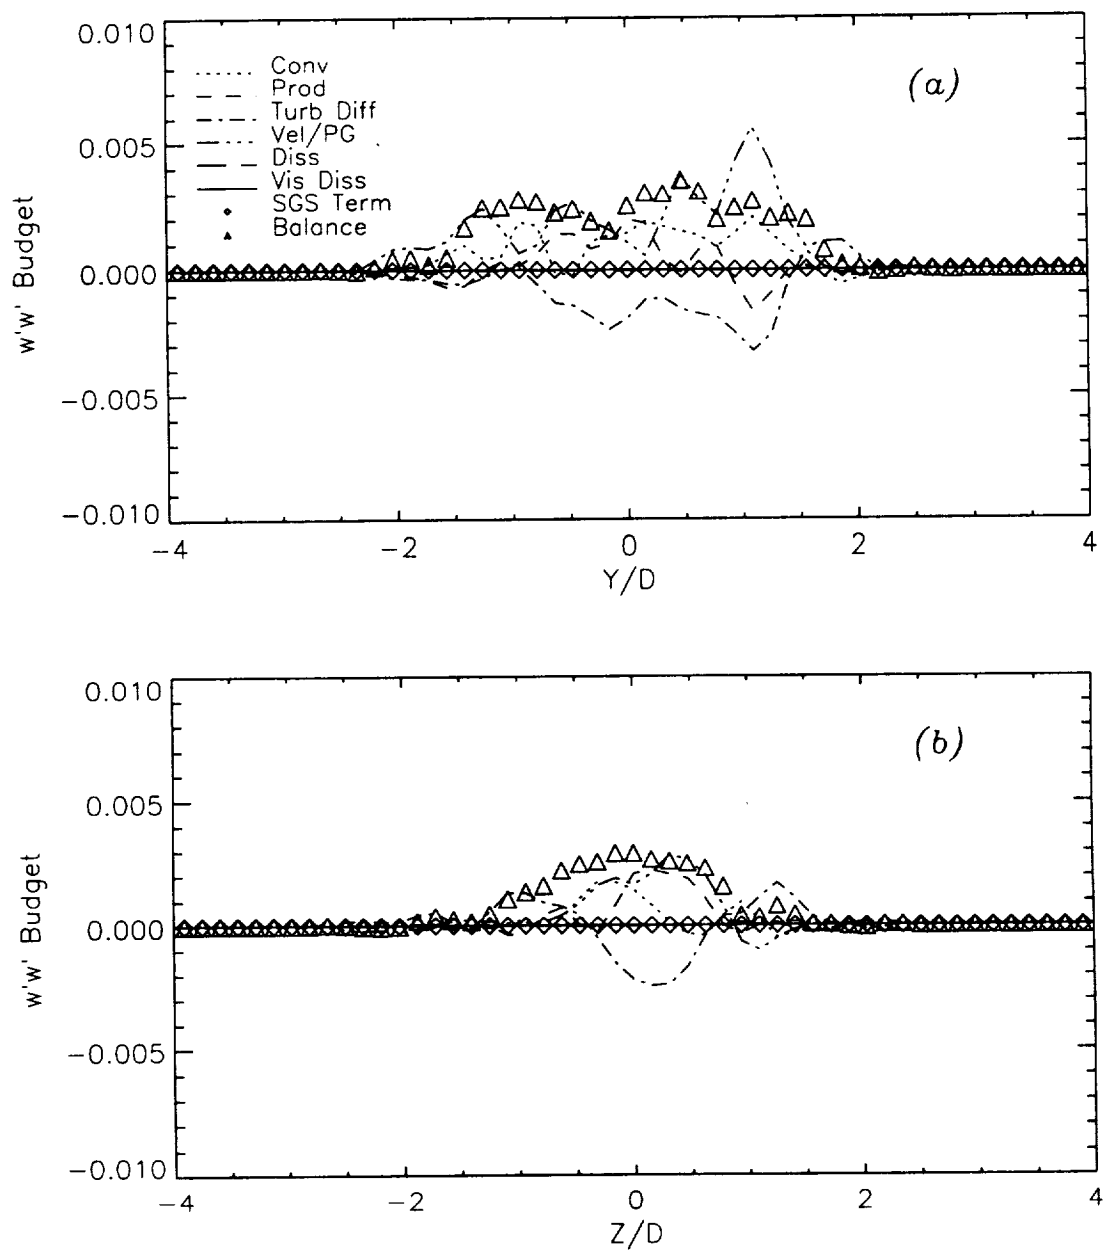 0.010
0.005
0.000
−0.005
−0.010
w'w' Budget
Conv
Prod
Turb Diff
Vel/PG
Diss
Vis Diss
SGS Term
Balance
(a)
−4 −2 0 2 4
Y/D
0.010
0.005
0.000
−0.005
−0.010
w'w' Budget
(b)
−4 −2 0 2 4
Z/D